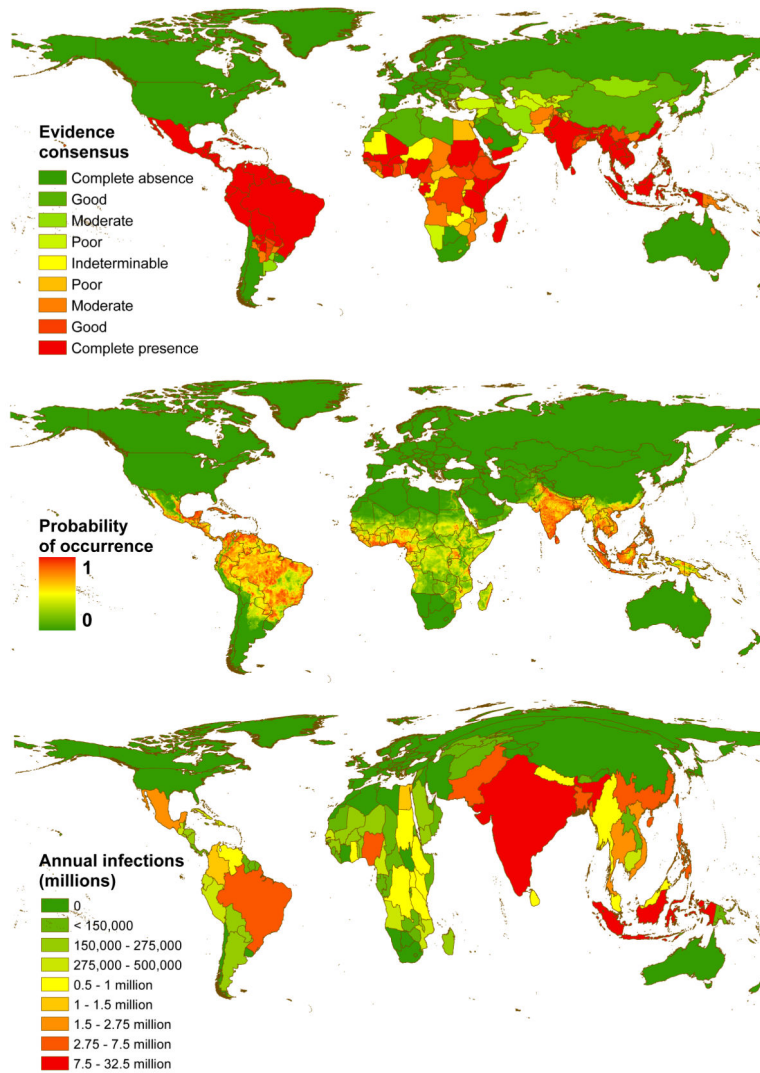 Evidence
consensus
Complete absence
Good
Moderate
Poor
Indeterminable
Poor
Moderate
Good
Complete presence
Probability
of occurrence
1
0
Annual infections
(millions)
0
< 150,000
150,000 - 275,000
275,000 - 500,000
0.5 - 1 million
1 - 1.5 million
1.5 - 2.75 million
2.75 - 7.5 million
7.5 - 32.5 million